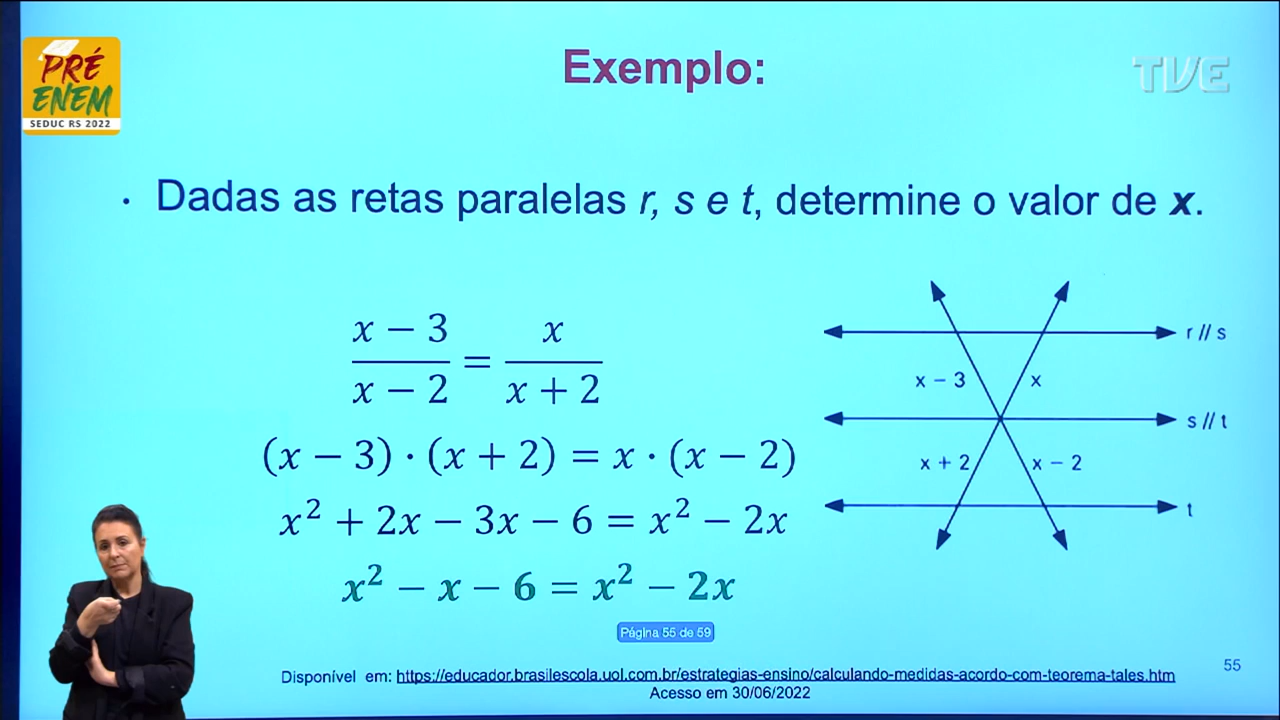 PRÉ
ENEM
SEDUC RS 2022
Exemplo:
TVE
• Dadas as retas paralelas r, s e t, determine o valor de x.
x − 3 / x − 2 = x / x + 2
(x − 3) · (x + 2) = x · (x − 2)
x² + 2x − 3x − 6 = x² − 2x
x² − x − 6 = x² − 2x
r // s
x − 3 x
s // t
x + 2 x − 2
t
Página 55 de 59
55
Disponível em: https://educador.brasilescola.uol.com.br/estrategias-ensino/calculando-medidas-acordo-com-teorema-tales.htm
Acesso em 30/06/2022